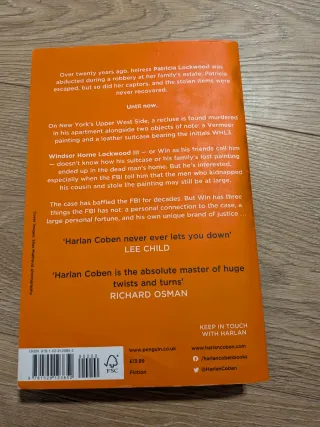 Over twenty years ago, heiress Patricia Lockwood was
abducted during a robbery at her family's estate. Patricia
escaped, but so did her captors, and the stolen items were
never recovered.
Until now.
On New York's Upper West Side, a recluse is found murdered
in his apartment alongside two objects of note: a Vermeer
painting and a leather suitcase bearing the initials WHL3.
Windsor Horne Lockwood III – or Win as his friends call him
– doesn't know how his suitcase or his family's lost painting
ended up in the dead man's home. But he's interested,
especially when the FBI tell him that the men who kidnapped
his cousin and stole the painting may still be at large.
The case has baffled the FBI for decades. But Win has three
things the FBI has not: a personal connection to the case, a
large personal fortune, and his own unique brand of justice ...
'Harlan Coben never ever lets you down'
LEE CHILD
'Harlan Coben is the absolute master of huge
twists and turns'
RICHARD OSMAN
KEEP IN TOUCH
WITH HARLAN
www.penguin.co.uk
www.harlancoben.com
/harlancobenbooks
Fiction
@HarlanCoben
FSC